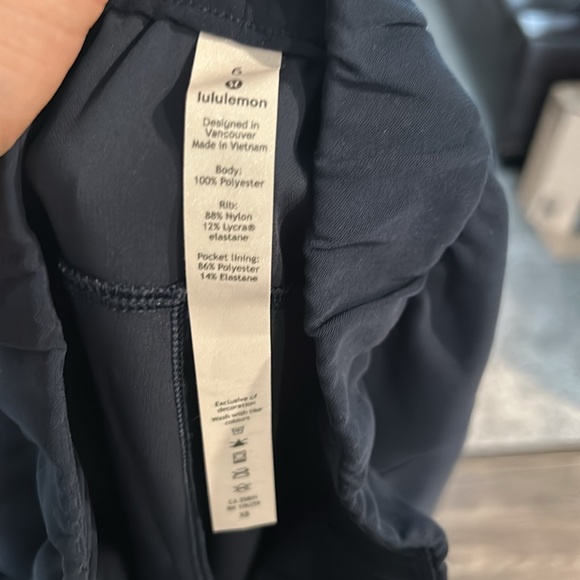 6
lululemon
Designed in
Vancouver
Made in Vietnam
Body:
100% Polyester
Rib:
88% Nylon
12% Lycra®
elastane
Pocket lining:
86% Polyester
14% Elastane
Exclusive of
decoration
Wash with like
colours